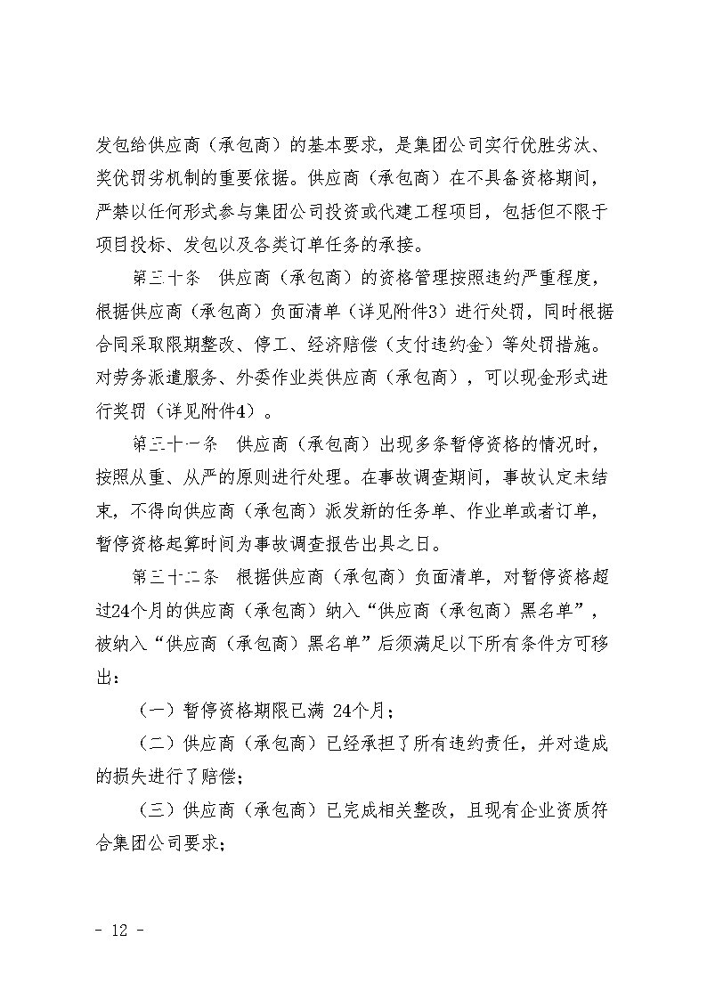 发包给供应商（承包商）的基本要求，是集团公司实行优胜劣汰、
奖优罚劣机制的重要依据。供应商（承包商）在不具备资格期间，
严禁以任何形式参与集团公司投资或代建工程项目，包括但不限于
项目投标、发包以及各类订单任务的承接。
第三十条　供应商（承包商）的资格管理按照违约严重程度，
根据供应商（承包商）负面清单（详见附件3）进行处罚，同时根据
合同采取限期整改、停工、经济赔偿（支付违约金）等处罚措施。
对劳务派遣服务、外委作业类供应商（承包商），可以现金形式进
行奖罚（详见附件4）。
第三十一条　供应商（承包商）出现多条暂停资格的情况时，
按照从重、从严的原则进行处理。在事故调查期间，事故认定未结
束，不得向供应商（承包商）派发新的任务单、作业单或者订单，
暂停资格起算时间为事故调查报告出具之日。
第三十二条　根据供应商（承包商）负面清单，对暂停资格超
过24个月的供应商（承包商）纳入“供应商（承包商）黑名单”，
被纳入“供应商（承包商）黑名单”后须满足以下所有条件方可移
出：
（一）暂停资格期限已满 24个月；
（二）供应商（承包商）已经承担了所有违约责任，并对造成
的损失进行了赔偿；
（三）供应商（承包商）已完成相关整改，且现有企业资质符
合集团公司要求；
- 12 -